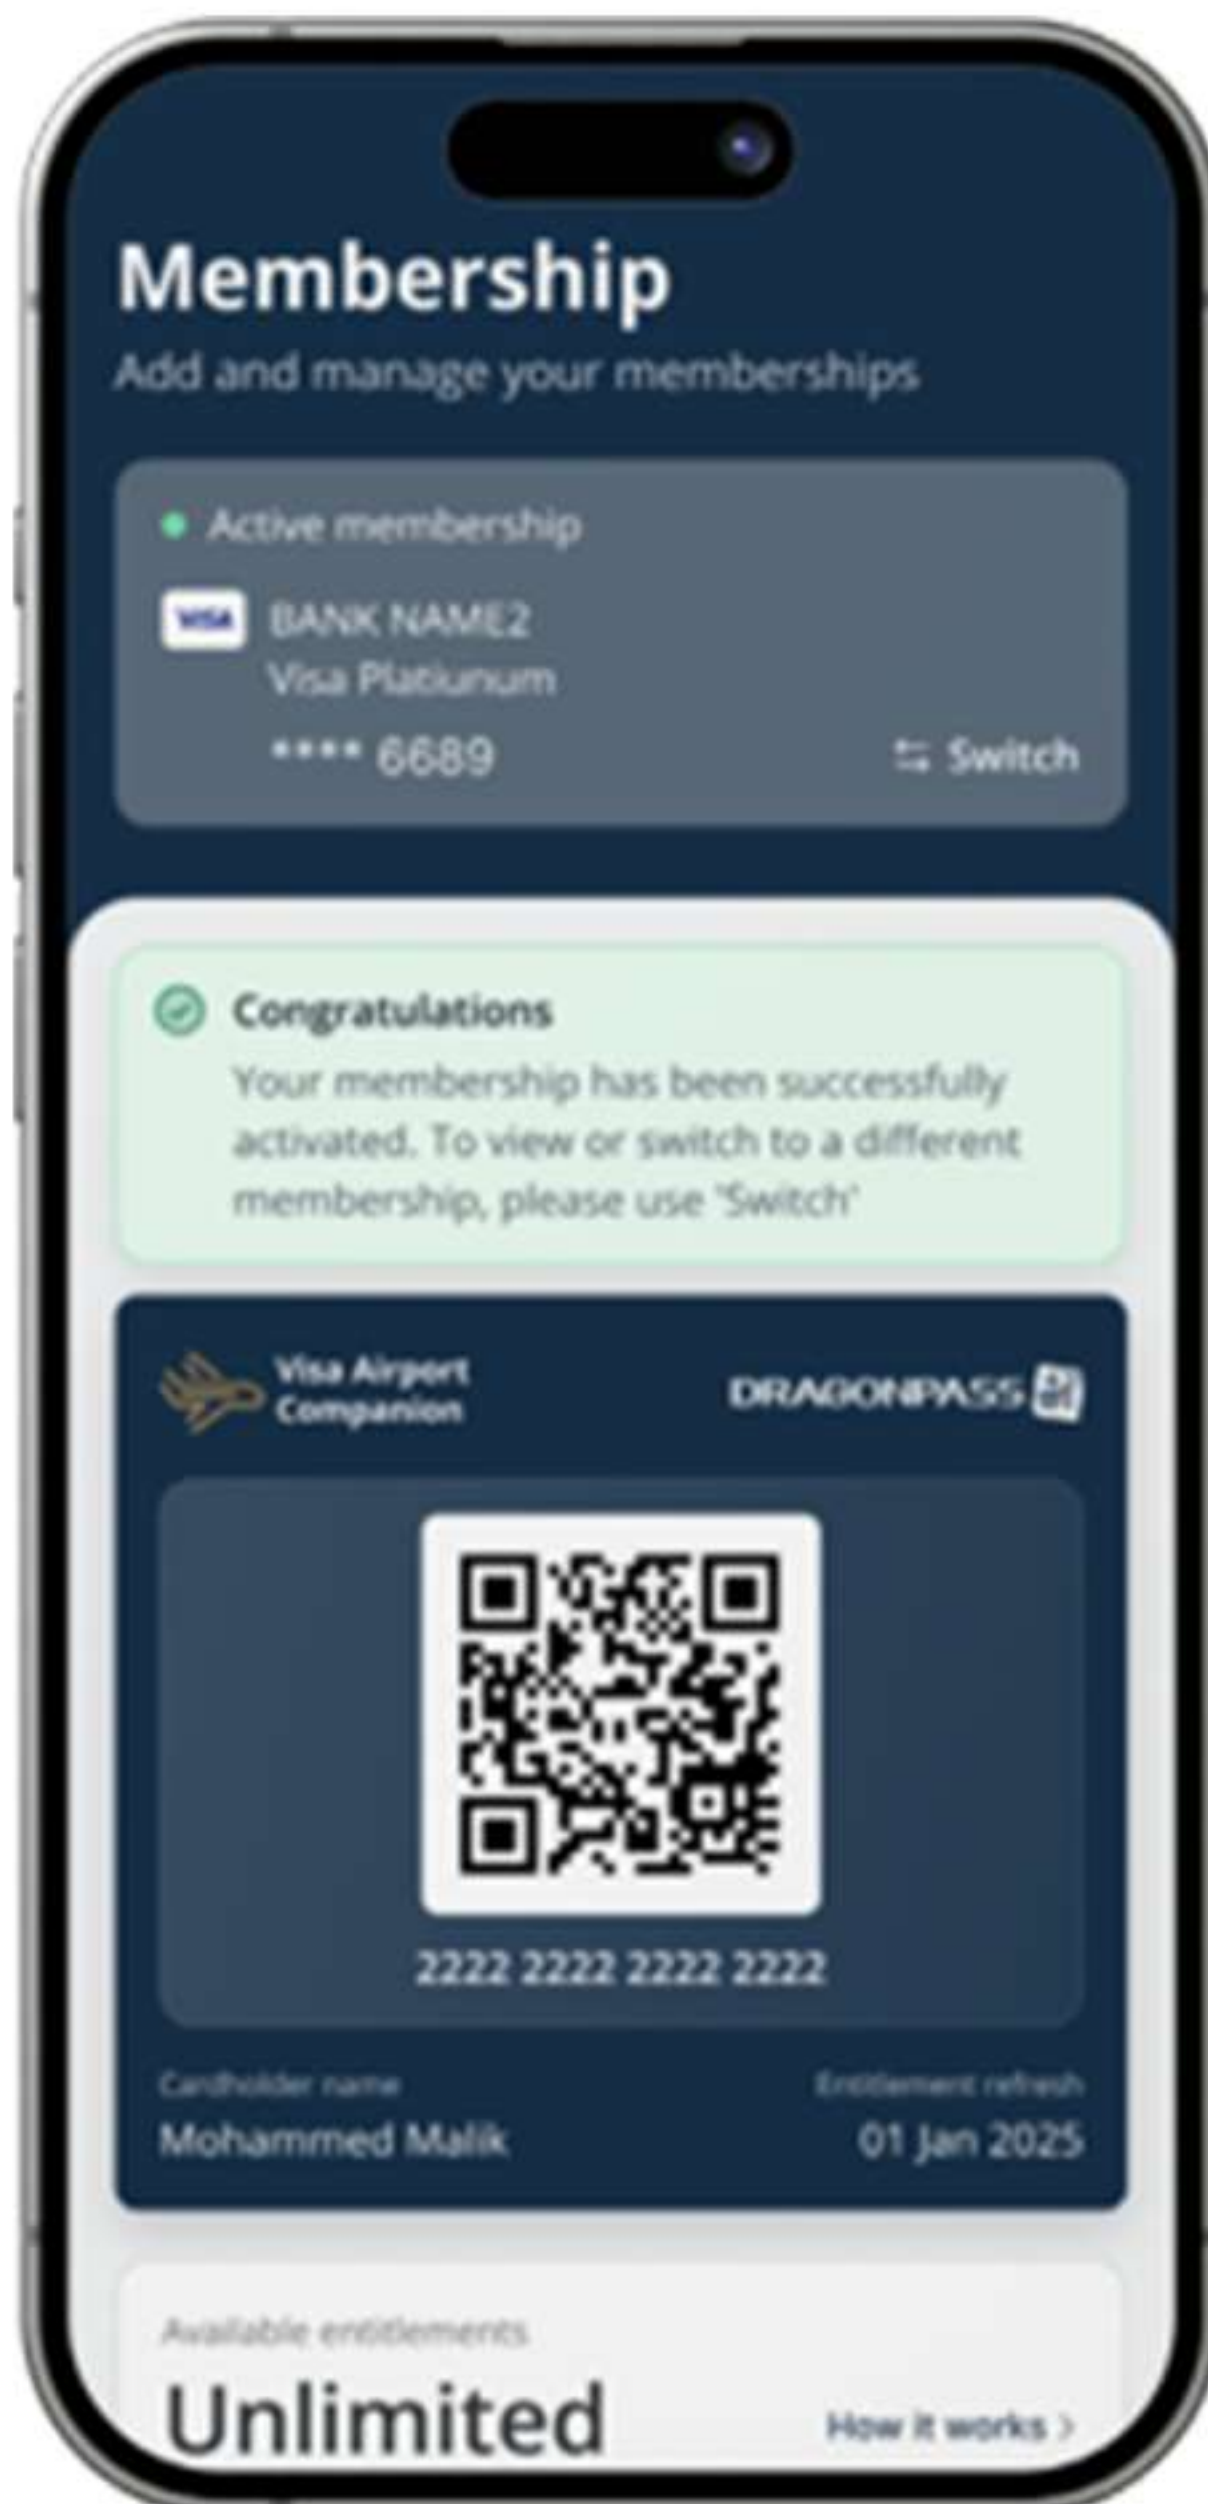 Membership
Add and manage your memberships
Active membership
VISA BANK NAME2
Visa Platiunum
**** 6689 Switch
Congratulations
Your membership has been successfully
activated. To view or switch to a different
membership, please use 'Switch'
Visa Airport
Companion
DRAGONPASS
2222 2222 2222 2222
Cardholder name Entitlement refresh
Mohammed Malik 01 Jan 2025
Available entitlements
Unlimited How it works >